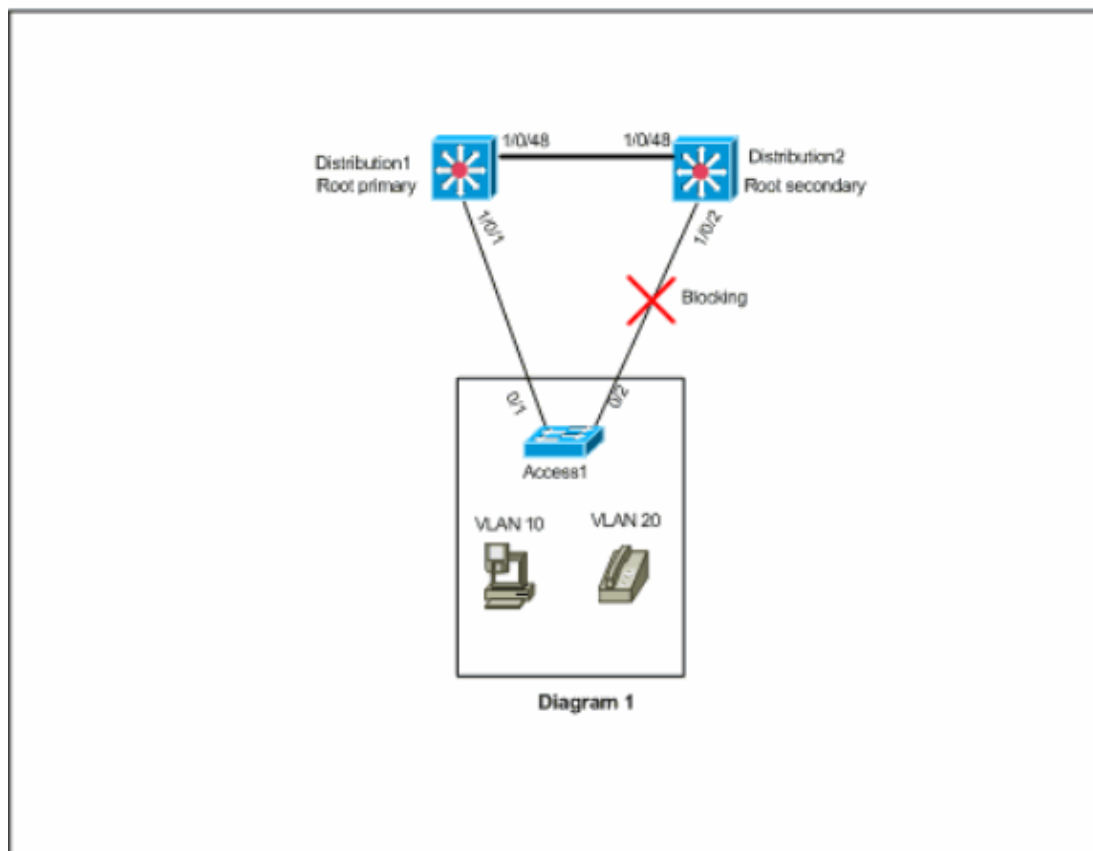 1/0/48
1/0/48
Distribution1
Root primary
Distribution2
Root secondary
1/0/1
1/0/2
Blocking
0/1
0/2
Access1
VLAN 10
VLAN 20
Diagram 1